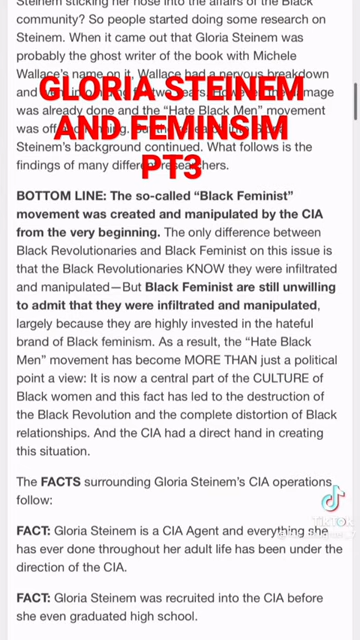 Steinem sticking her nose into the affairs of the Black
community? So people started doing some research on
Steinem. When it came out that Gloria Steinem was
probably the ghost writer of the book with Michele
Wallace's name on it, Wallace had a nervous breakdown
GLORIA STEINEM
was already done and the "Hate Black Men" movement
AND FEMINSIM
Steinem's background continued. What follows is the
findings of many different researchers.
PT3
BOTTOM LINE: The so-called "Black Feminist"
movement was created and manipulated by the CIA
from the very beginning. The only difference between
Black Revolutionaries and Black Feminist on this issue is
that the Black Revolutionaries KNOW they were infiltrated
and manipulated—But Black Feminist are still unwilling
to admit that they were infiltrated and manipulated,
largely because they are highly invested in the hateful
brand of Black feminism. As a result, the "Hate Black
Men" movement has become MORE THAN just a political
point a view: It is now a central part of the CULTURE of
Black women and this fact has led to the destruction of
the Black Revolution and the complete distortion of Black
relationships. And the CIA had a direct hand in creating
this situation.
The FACTS surrounding Gloria Steinem's CIA operations
follow:
TikTok
FACT: Gloria Steinem is a CIA Agent and everything she
has ever done throughout her adult life has been under the
direction of the CIA.
FACT: Gloria Steinem was recruited into the CIA before
she even graduated high school.